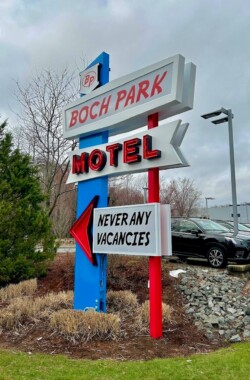 BP
BOCH PARK
MOTEL
NEVER ANY
VACANCIES